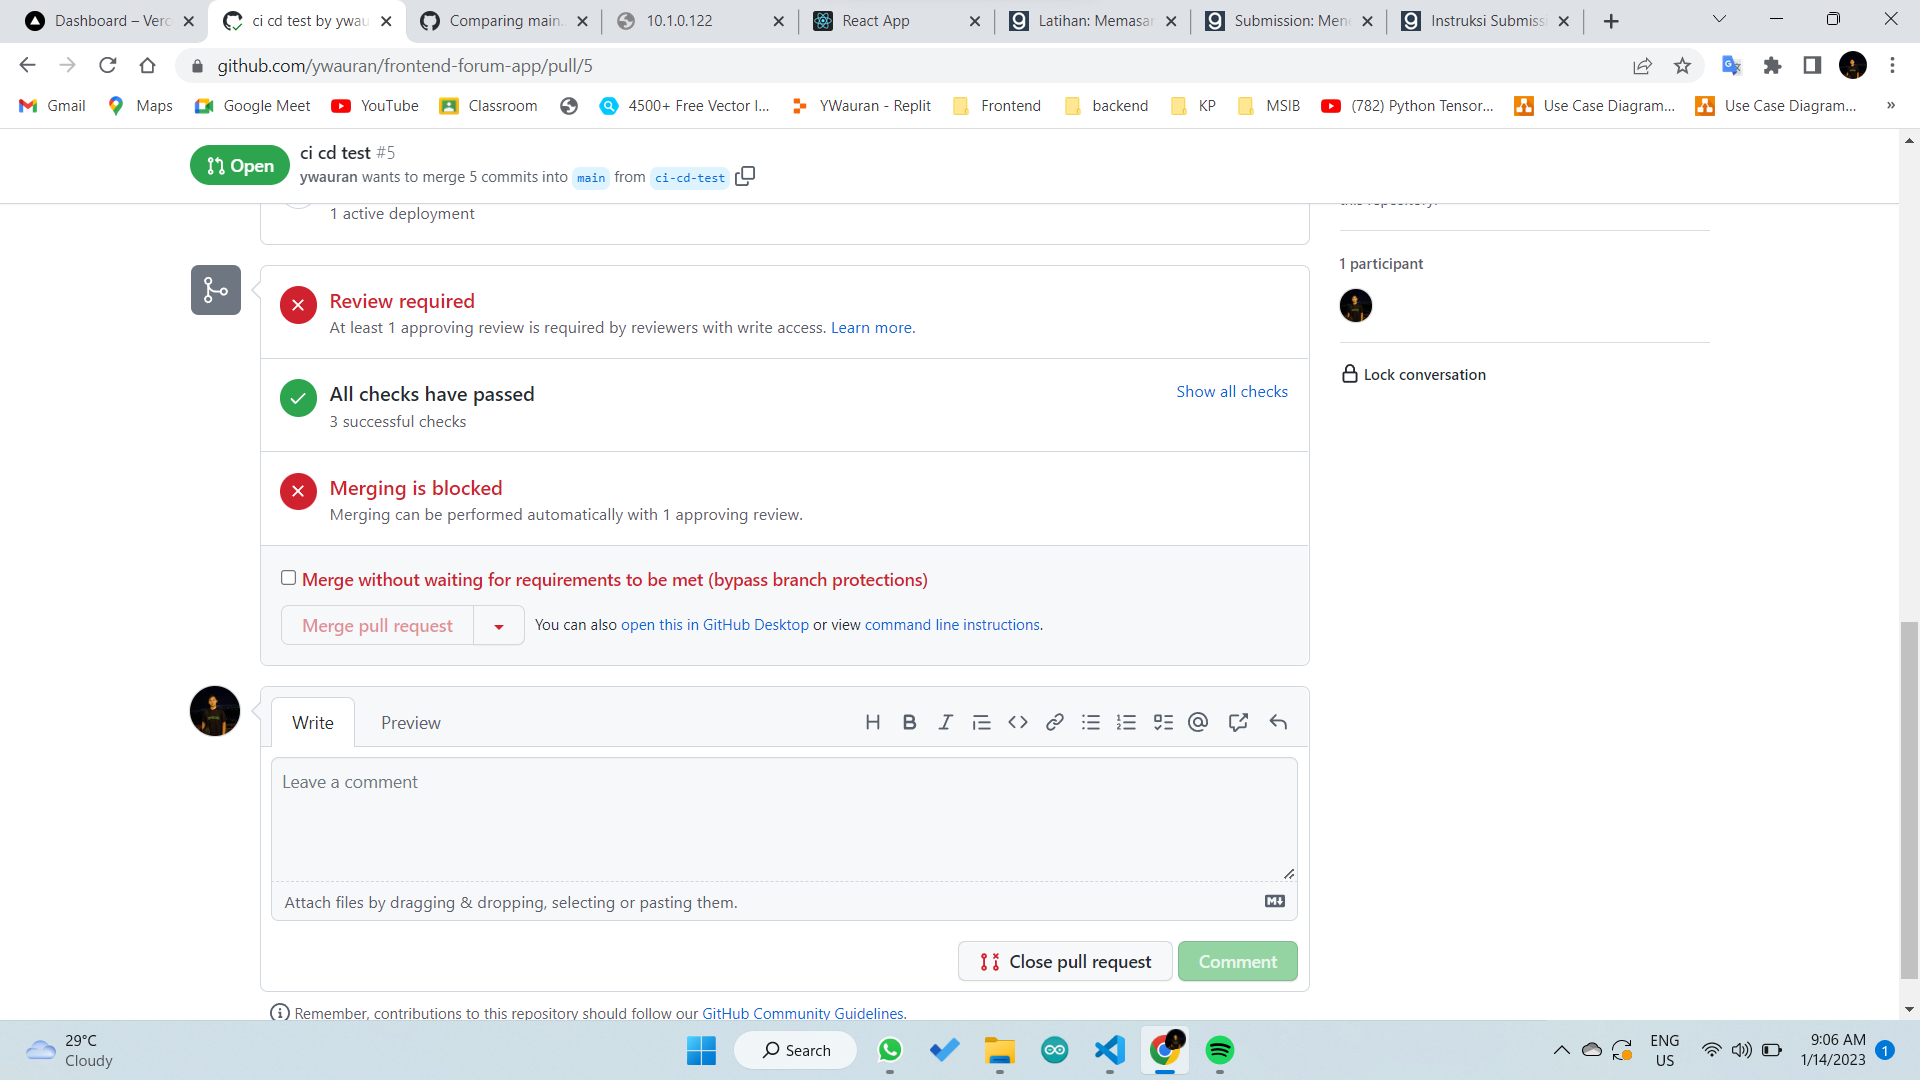 Dashboard – Verc
ci cd test by ywau
Comparing main.
10.1.0.122
React App
Latihan: Memasan
Submission: Mene
Instruksi Submiss
github.com/ywauran/frontend-forum-app/pull/5
Gmail
Maps
Google Meet
YouTube
Classroom
4500+ Free Vector I...
YWauran - Replit
Frontend
backend
KP
MSIB
(782) Python Tensor...
Use Case Diagram...
Use Case Diagram...
»
Open
ci cd test #5
ywauran wants to merge 5 commits into main from ci-cd-test
1 active deployment
this repository.
1 participant
Lock conversation
Review required
At least 1 approving review is required by reviewers with write access. Learn more.
All checks have passed
3 successful checks
Show all checks
Merging is blocked
Merging can be performed automatically with 1 approving review.
Merge without waiting for requirements to be met (bypass branch protections)
Merge pull request
You can also open this in GitHub Desktop or view command line instructions.
Write
Preview
Leave a comment
Attach files by dragging & dropping, selecting or pasting them.
Close pull request
Comment
Remember, contributions to this repository should follow our GitHub Community Guidelines.
29°C
Cloudy
Search
ENG
US
9:06 AM
1/14/2023
1